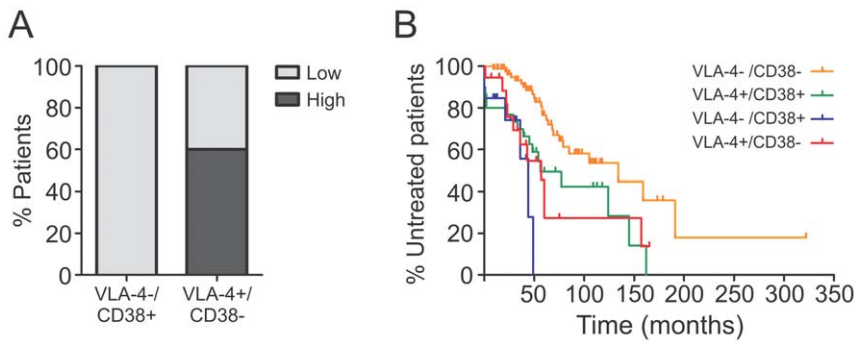 A
% Patients
100
80
60
40
20
0
VLA-4-/
CD38+
VLA-4+/
CD38-
Low
High
B
% Untreated patients
100
80
60
40
20
0
50
100
150
200
250
300
350
Time (months)
VLA-4- /CD38-
VLA-4+/CD38+
VLA-4- /CD38+
VLA-4+/CD38-